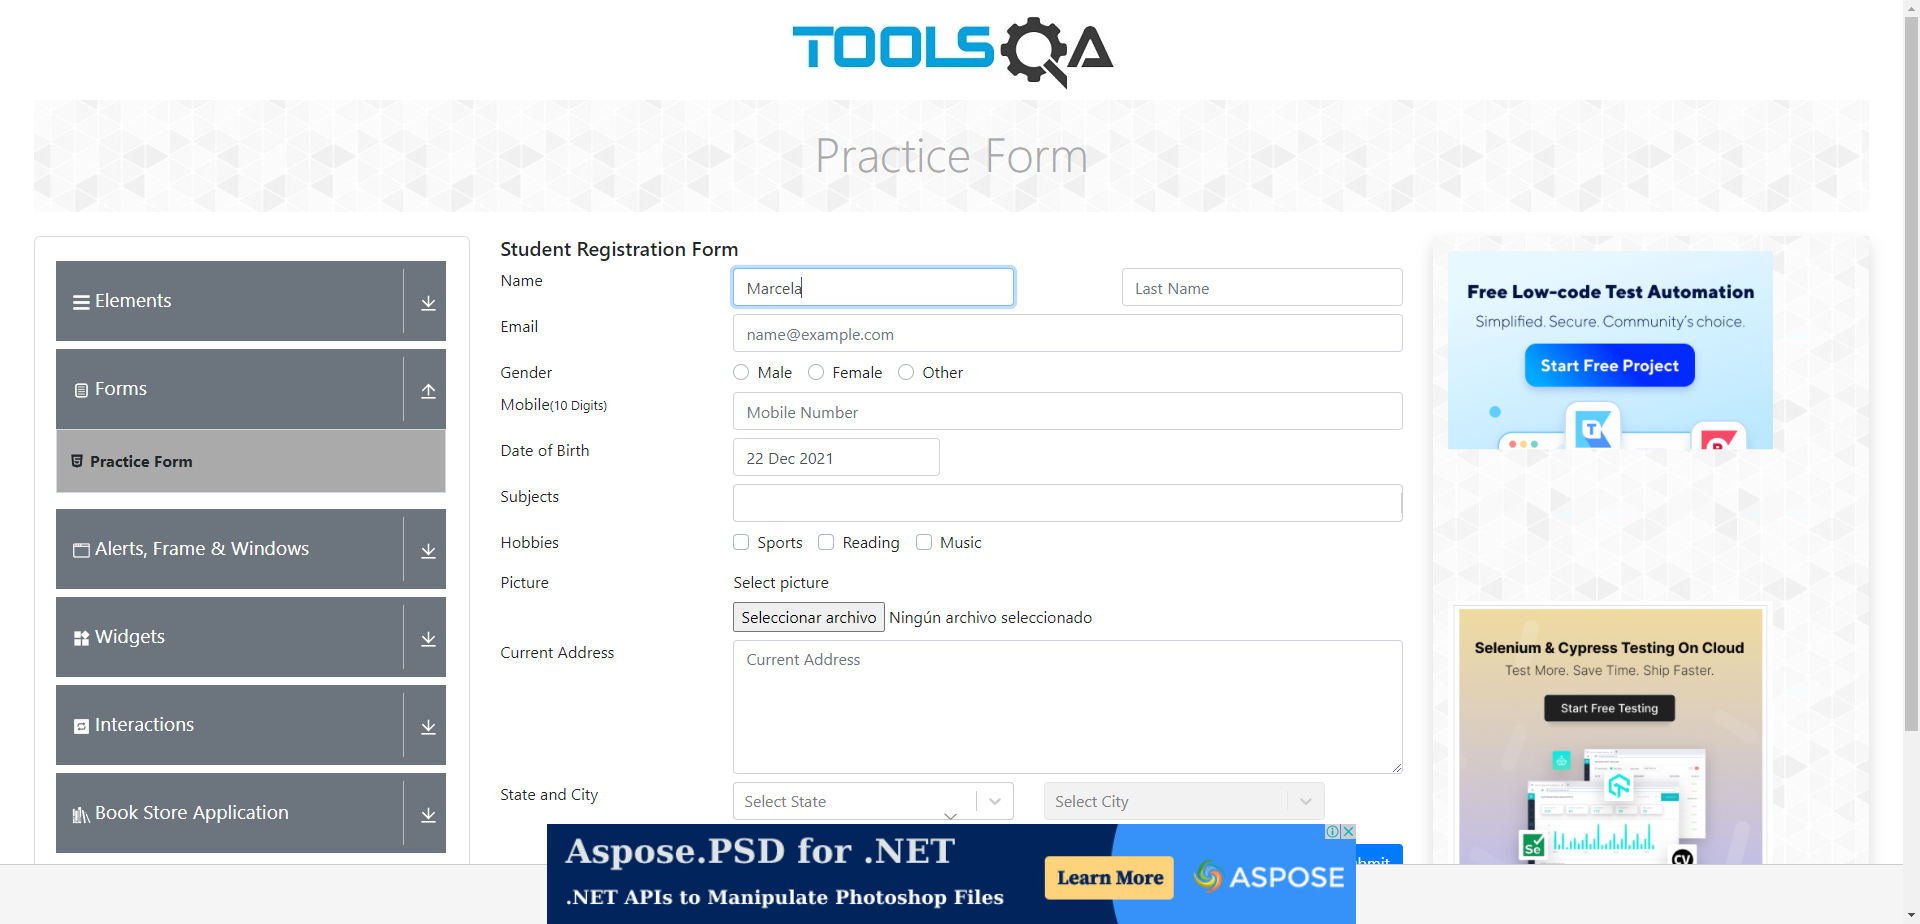 TOOLSQA
Practice Form
Elements
Forms
Practice Form
Alerts, Frame & Windows
Widgets
Interactions
Book Store Application
Student Registration Form
Name
Marcela
Last Name
Email
name@example.com
Gender
Male
Female
Other
Mobile(10 Digits)
Mobile Number
Date of Birth
22 Dec 2021
Subjects
Hobbies
Sports
Reading
Music
Picture
Select picture
Seleccionar archivo
Ningún archivo seleccionado
Current Address
Current Address
State and City
Select State
Select City
Free Low-code Test Automation
Simplified. Secure. Community's choice.
Start Free Project
T
Selenium & Cypress Testing On Cloud
Test More. Save Time. Ship Faster.
Start Free Testing
Se
CV
Aspose.PSD for .NET
.NET APIs to Manipulate Photoshop Files
Learn More
ASPOSE